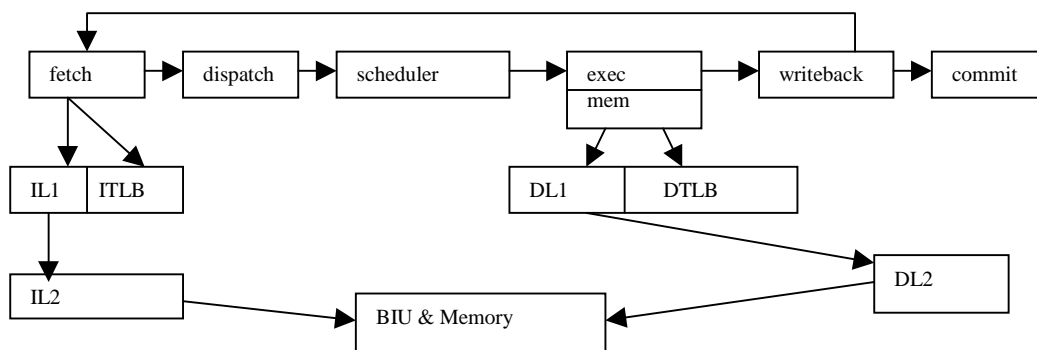 fetch
dispatch
scheduler
exec
writeback
commit
mem
IL1
ITLB
DL1
DTLB
IL2
DL2
BIU & Memory